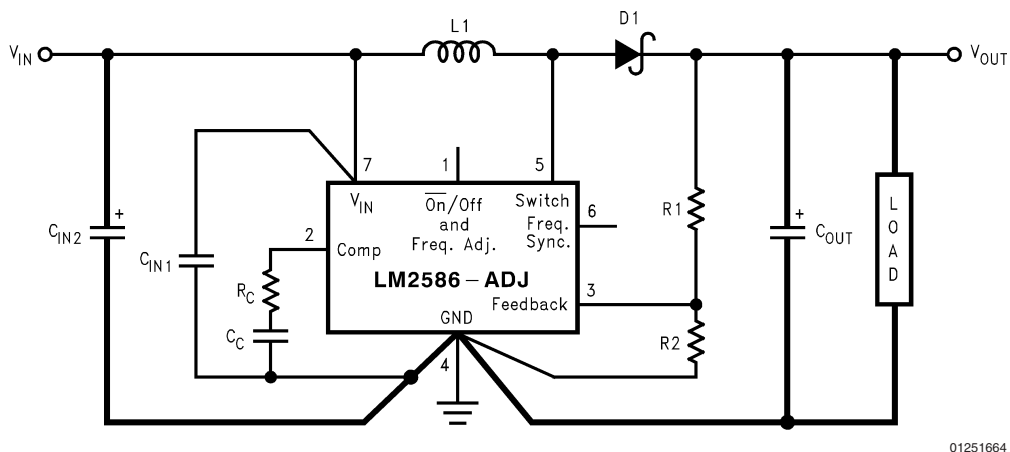 L1
D1
VIN
VOUT
7
1
5
VIN
On/Off
and
Freq. Adj.
Switch
Freq.
Sync.
6
R1
+
CIN2
CIN1
2
Comp
LM2586-ADJ
RC
CC
Feedback
3
GND
4
R2
+
COUT
LOAD
01251664